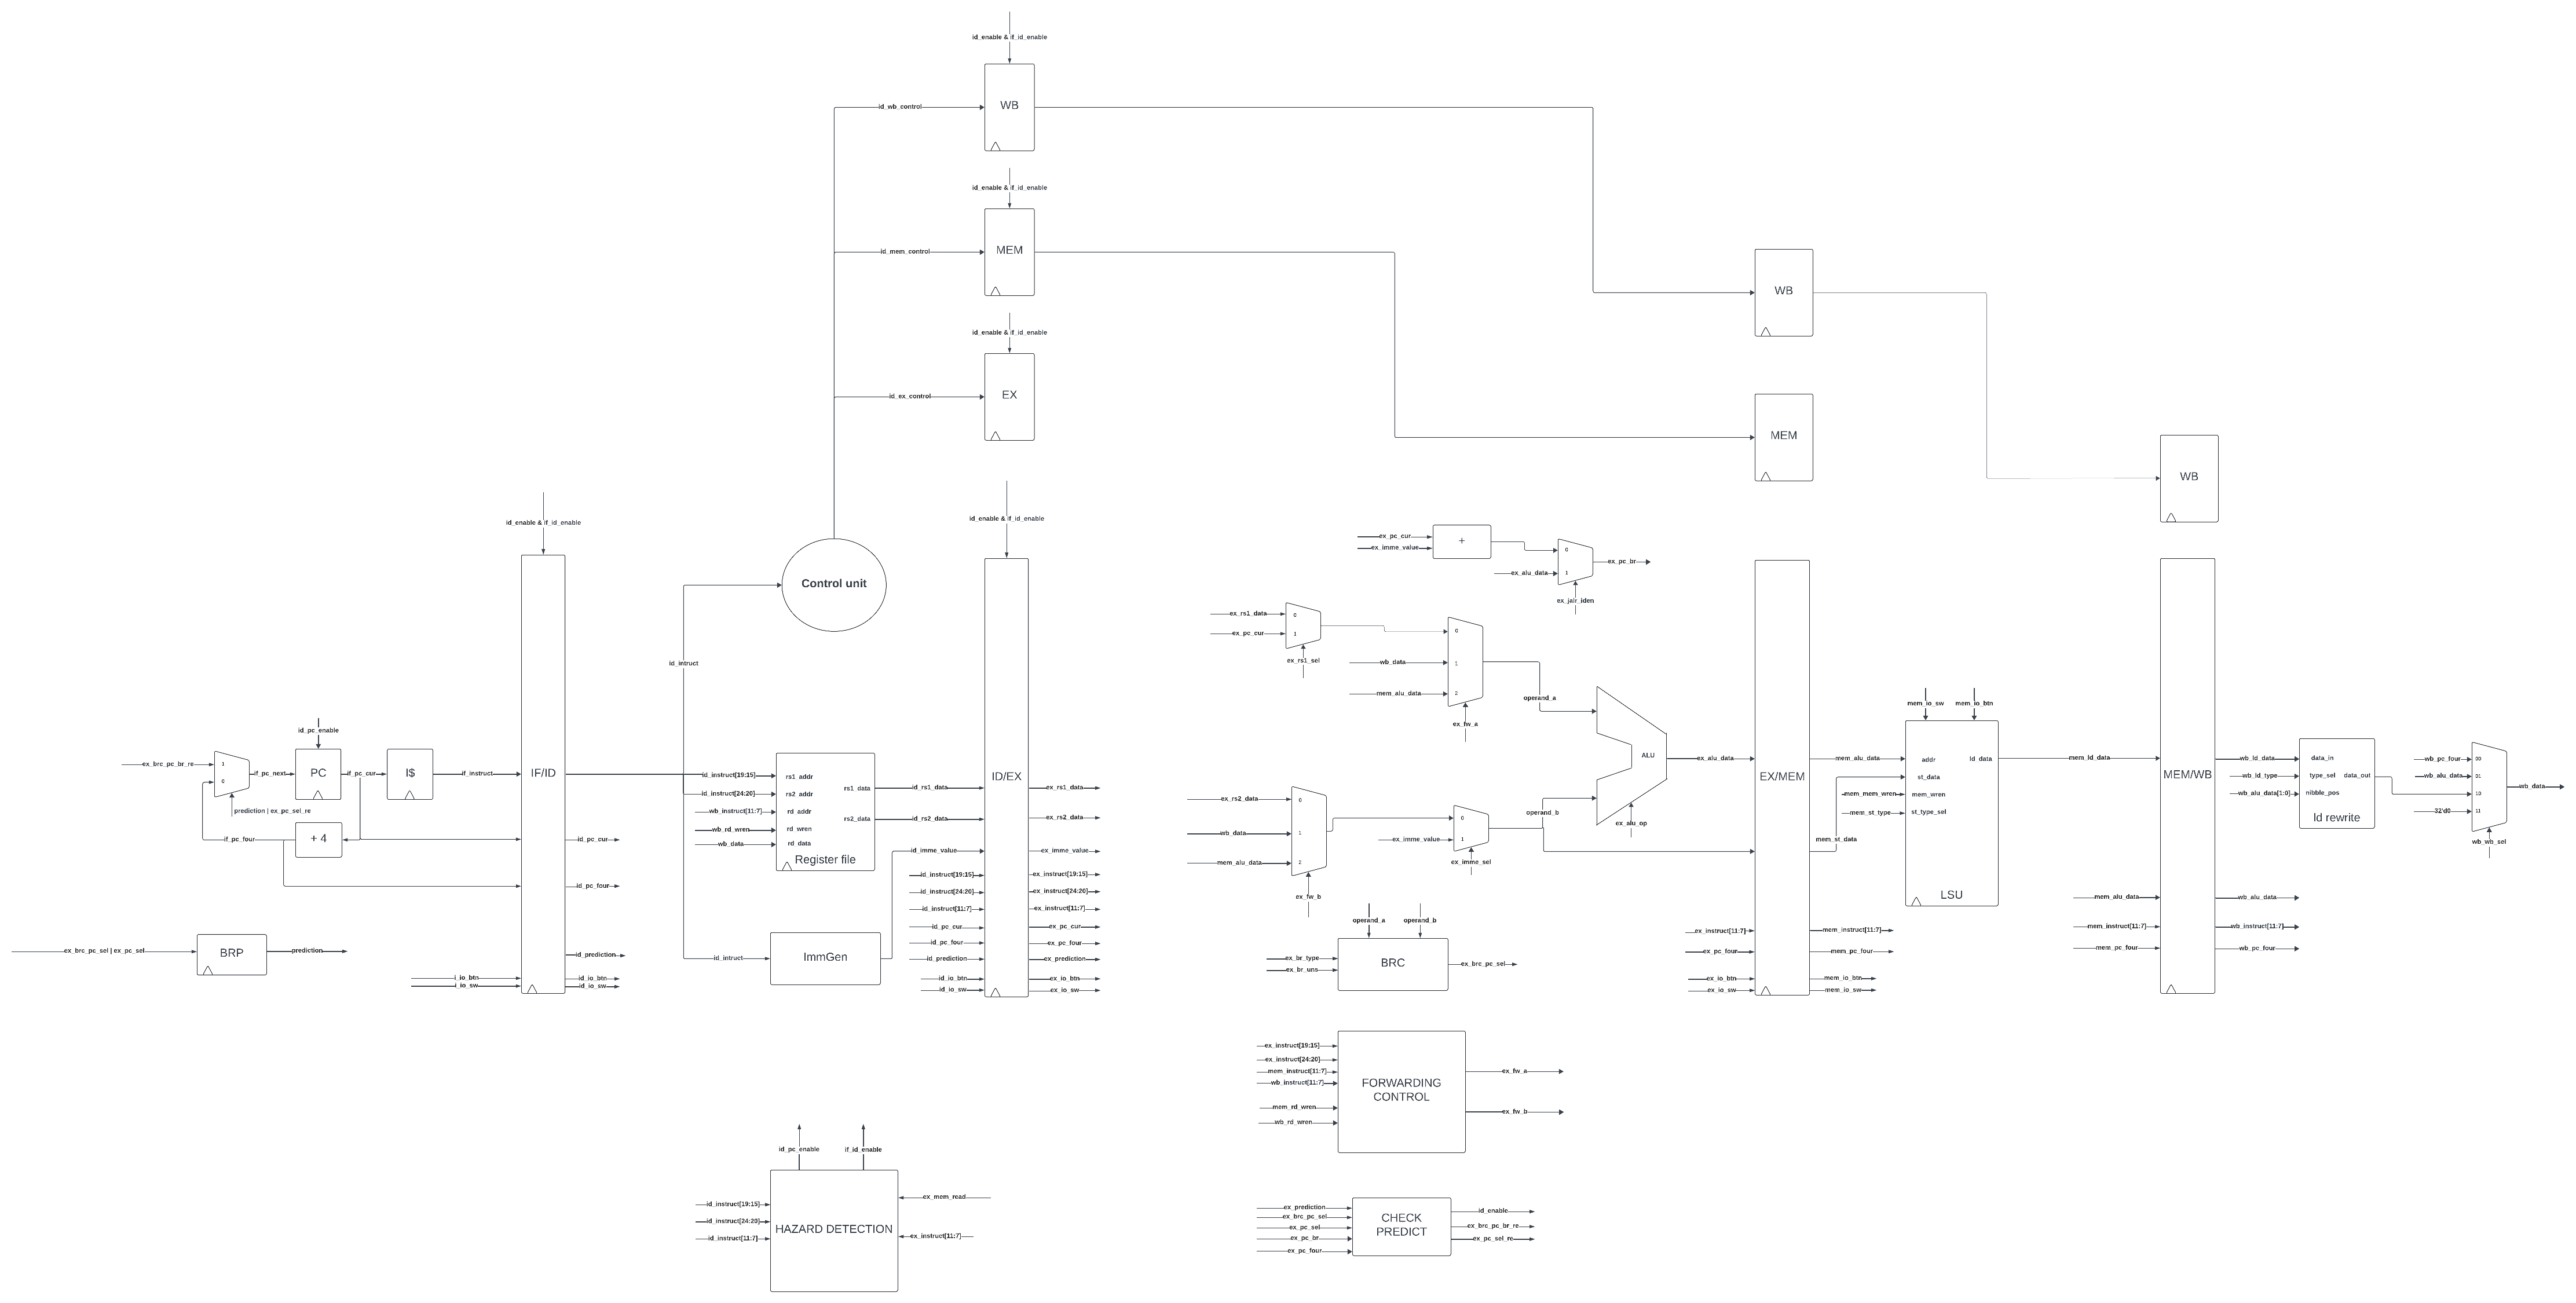 id_enable & if_id_enable
WB
id_wb_control
id_enable & if_id_enable
MEM
id_mem_control
id_enable & if_id_enable
EX
id_ex_control
WB
MEM
WB
id_enable & if_id_enable
id_enable & if_id_enable
Control unit
id_intruct
ex_pc_cur
ex_imme_value
+
0
1
ex_alu_data
ex_pc_br
ex_jalr_iden
ex_rs1_data
ex_pc_cur
0
1
ex_rs1_sel
0
wb_data
1
mem_alu_data
2
ex_fw_a
operand_a
ALU
ex_alu_op
ex_alu_data
ex_rs2_data
0
wb_data
1
mem_alu_data
2
ex_fw_b
0
ex_imme_value
1
ex_imme_sel
operand_b
id_pc_enable
ex_brc_pc_br_re
1
0
if_pc_next
PC
if_pc_cur
I$
if_instruct
prediction | ex_pc_sel_re
if_pc_four
+ 4
IF/ID
id_pc_cur
id_pc_four
ex_brc_pc_sel | ex_pc_sel
BRP
prediction
id_prediction
i_io_btn
i_io_sw
id_io_btn
id_io_sw
id_instruct[19:15]
id_instruct[24:20]
wb_instruct[11:7]
wb_rd_wren
wb_data
rs1_addr
rs2_addr
rd_addr
rd_wren
rd_data
rs1_data
rs2_data
Register file
id_rs1_data
id_rs2_data
id_imme_value
id_intruct
ImmGen
id_instruct[19:15]
id_instruct[24:20]
id_instruct[11:7]
id_pc_cur
id_pc_four
id_prediction
id_io_btn
id_io_sw
ID/EX
ex_rs1_data
ex_rs2_data
ex_imme_value
ex_instruct[19:15]
ex_instruct[24:20]
ex_instruct[11:7]
ex_pc_cur
ex_pc_four
ex_prediction
ex_io_btn
ex_io_sw
operand_a
operand_b
ex_br_type
ex_br_uns
BRC
ex_brc_pc_sel
EX/MEM
ex_instruct[11:7]
ex_pc_four
ex_io_btn
ex_io_sw
mem_instruct[11:7]
mem_pc_four
mem_io_btn
mem_io_sw
mem_io_sw
mem_io_btn
mem_alu_data
mem_mem_wren
mem_st_type
mem_st_data
addr
st_data
mem_wren
st_type_sel
ld_data
LSU
mem_ld_data
mem_alu_data
mem_instruct[11:7]
mem_pc_four
MEM/WB
wb_ld_data
wb_ld_type
wb_alu_data[1:0]
data_in
type_sel
nibble_pos
data_out
ld rewrite
wb_alu_data
wb_instruct[11:7]
wb_pc_four
wb_pc_four
wb_alu_data
32'd0
00
01
10
11
wb_wb_sel
wb_data
ex_instruct[19:15]
ex_instruct[24:20]
mem_instruct[11:7]
wb_instruct[11:7]
mem_rd_wren
wb_rd_wren
FORWARDING
CONTROL
ex_fw_a
ex_fw_b
id_pc_enable
if_id_enable
id_instruct[19:15]
id_instruct[24:20]
id_instruct[11:7]
HAZARD DETECTION
ex_mem_read
ex_instruct[11:7]
ex_prediction
ex_brc_pc_sel
ex_pc_sel
ex_pc_br
ex_pc_four
CHECK
PREDICT
id_enable
ex_brc_pc_br_re
ex_pc_sel_re